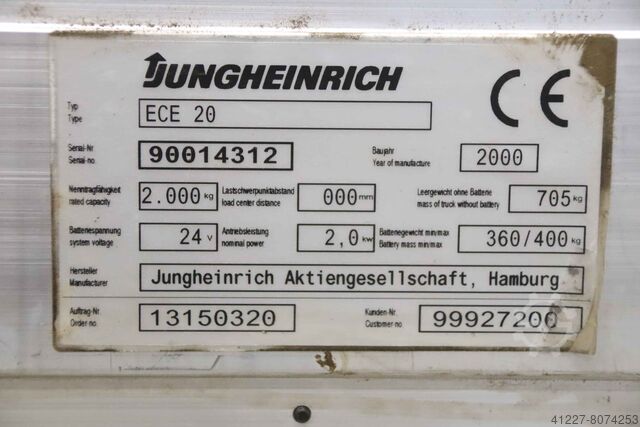 JUNGHEINRICH CE
Typ
Type ECE 20
Serial-Nr
Serial-no. 90014312 Baujahr
Year of manufacture 2000
Nenntragfähigkeit
rated capacity 2.000 kg Lastschwerpunktabstand
load center distance 000 mm Leergewicht ohne Batterie
mass of truck without battery 705 kg
Batteriespannung
system voltage 24 v Antriebsleistung
nominal power 2,0 kw Batteriegewicht min/max
Battery mass min/max 360/400 kg
Hersteller
Manufacturer Jungheinrich Aktiengesellschaft, Hamburg
Auftrag-Nr
Order-no. 13150320 Kunden-Nr
Customer-no 99927200
41227-8074253